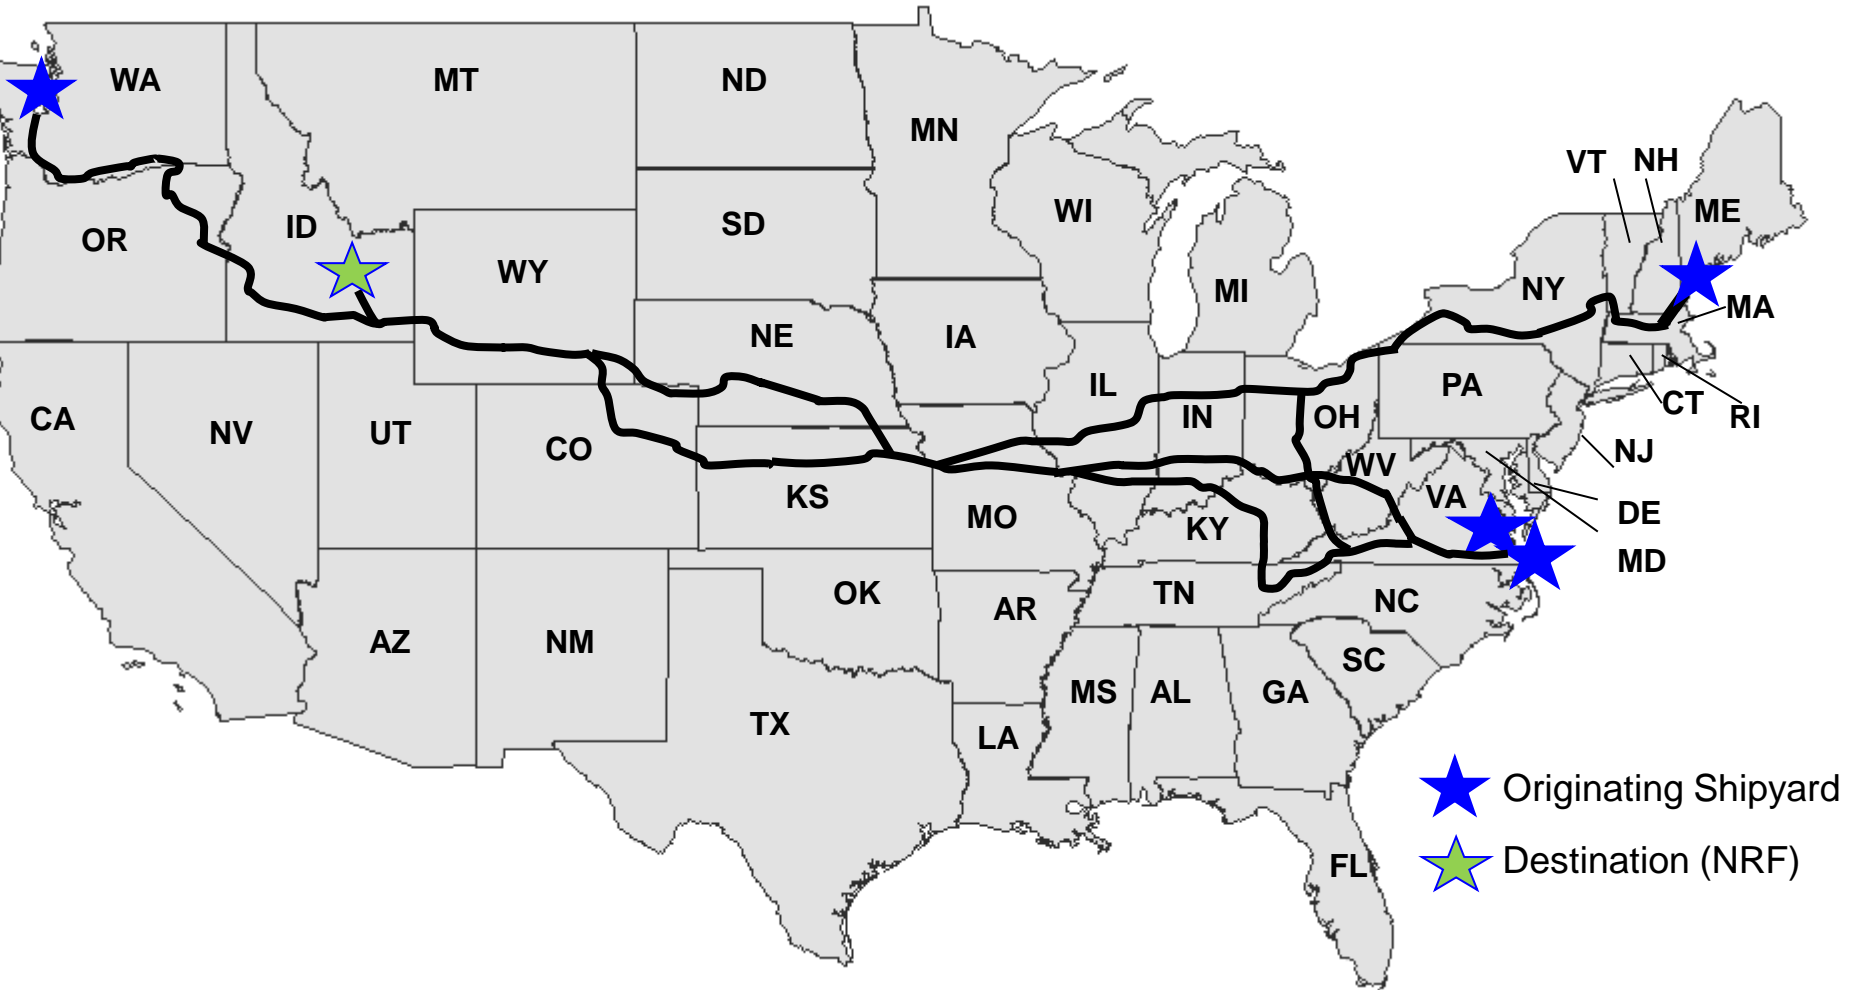 WA
MT
ND
MN
VT
NH
OR
ID
SD
WI
ME
WY
MI
NY
MA
NE
IA
CA
NV
UT
CO
IL
IN
OH
PA
CT
RI
WV
NJ
KS
MO
KY
VA
DE
MD
OK
AR
TN
NC
AZ
NM
SC
TX
MS
AL
GA
LA
FL
Originating Shipyard
Destination (NRF)